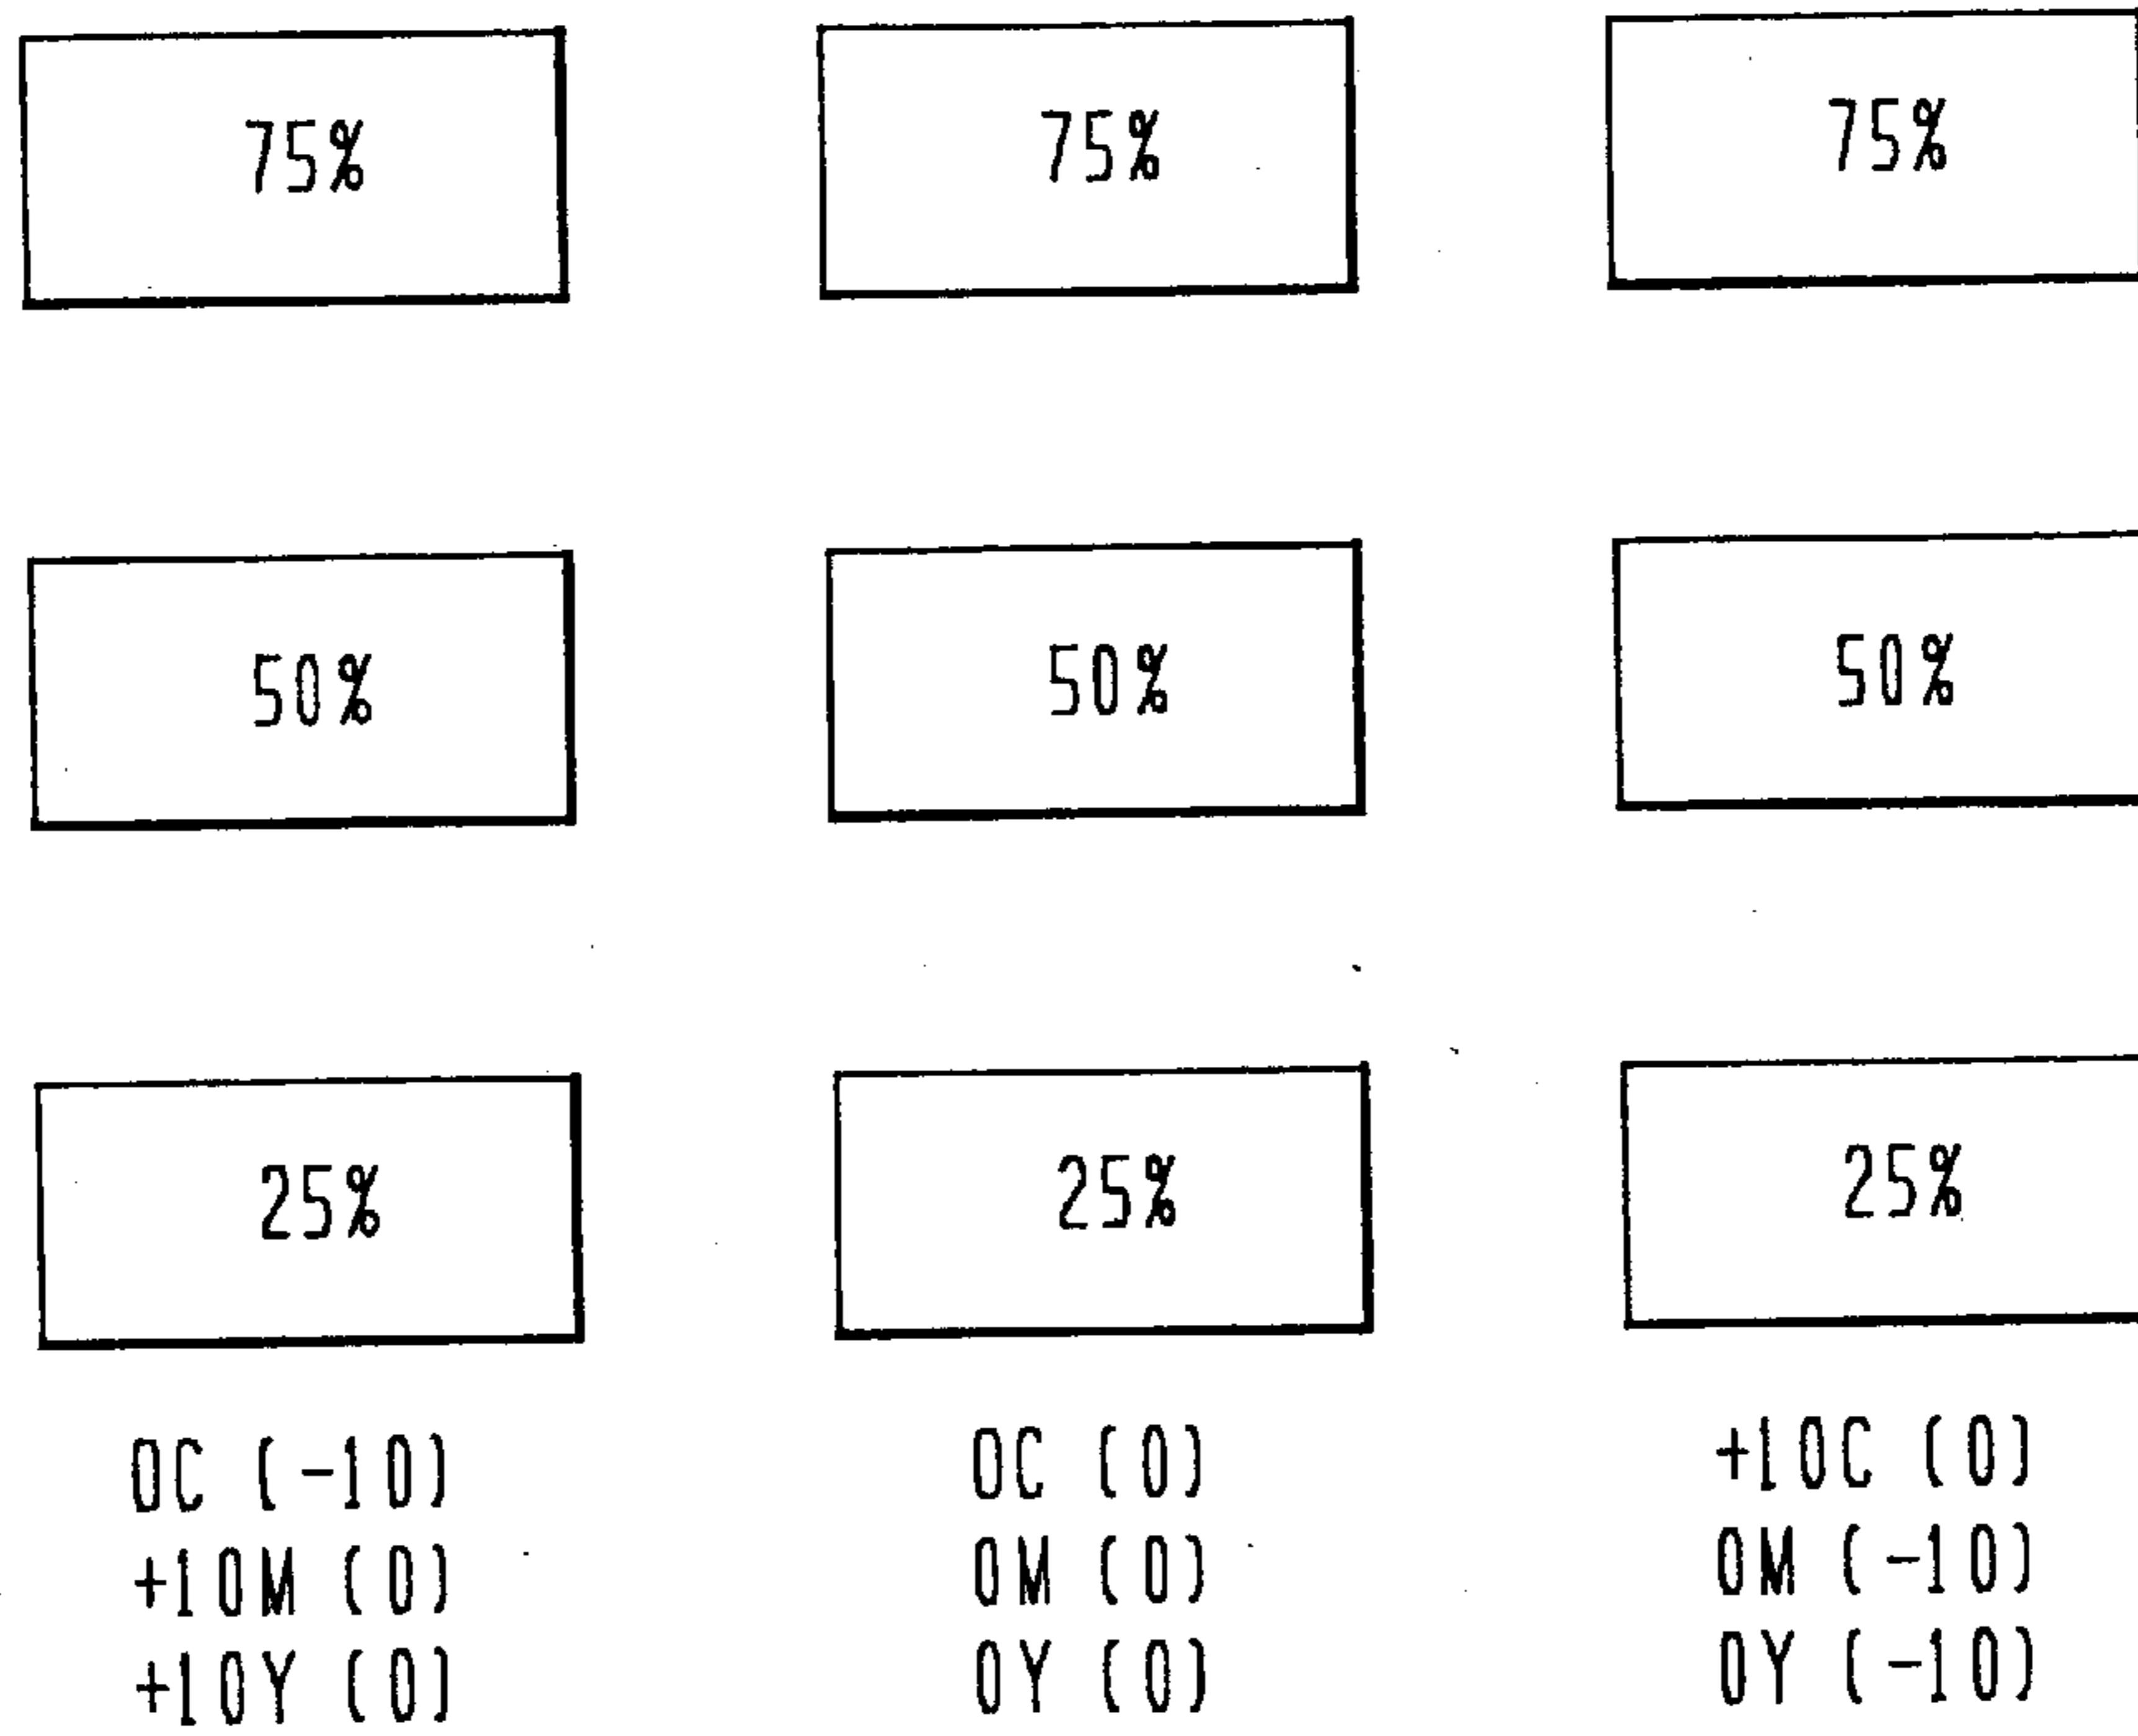 75% 75% 75%
50% 50% 50%
25% 25% 25%
0C (-10) 0C (0) +10C (0)
+10M (0) 0M (0) 0M (-10)
+10Y (0) 0Y (0) 0Y (-10)